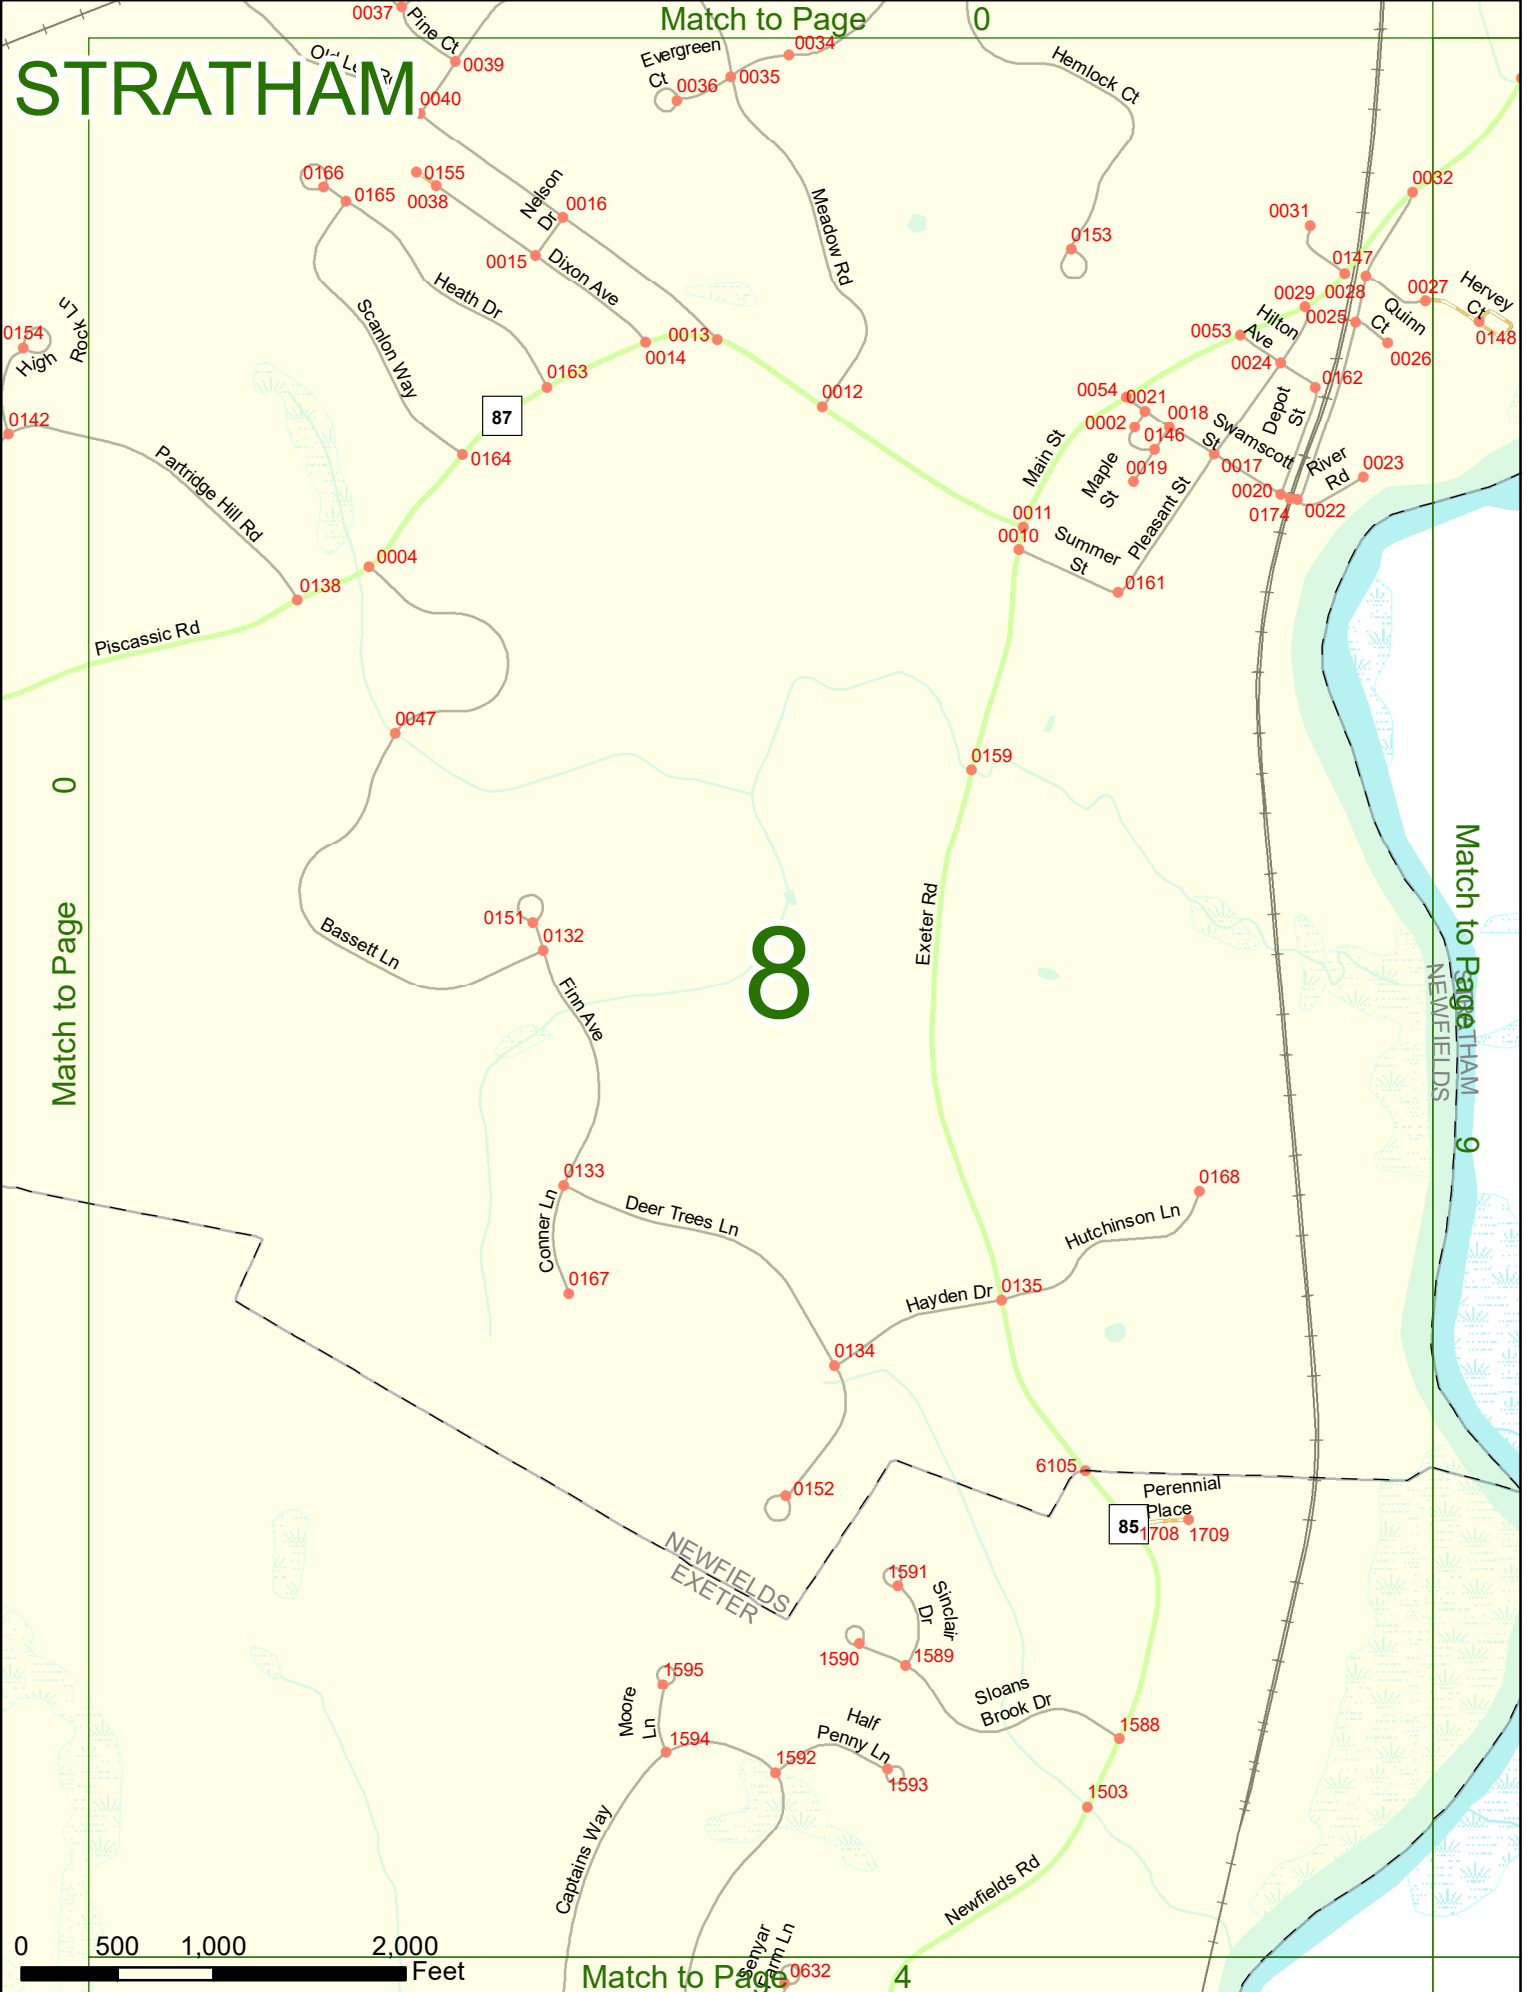 Match to Page 0
STRATHAM
0037
Pine Ct
0039
0040
Evergreen
Ct
0036
0035
0034
Hemlock Ct
0166
0165
0155
0038
Nelson
Dr
0016
0015
Dixon Ave
Meadow Rd
0153
0031
0032
0147
0028
0027
Hervey
Ct
0148
0029
0025
Quinn
Ct
0026
Hilton
Ave
0053
0024
0162
Heath Dr
Scanlon Way
0013
0014
0163
0012
87
0164
High
Rock Ln
0154
0142
Partridge Hill Rd
0054
0021
0002
0018
0146
0019
Maple
St
Main St
Swamscott
St
Depot
St
0017
0020
0174
0022
River
Rd
0023
0011
0010
Summer
St
Pleasant St
0161
0004
0138
Piscassic Rd
0047
0159
Match to Page 0
Match to Page 9
0151
0132
Bassett Ln
Finn Ave
Exeter Rd
8
STRATHAM
NEWFIELDS
0133
Conner Ln
Deer Trees Ln
0167
0168
Hutchinson Ln
Hayden Dr
0135
0134
0152
6105
Perennial
Place
85
1708
1709
NEWFIELDS
EXETER
1591
Sinclair
Dr
1590
1589
Sloans
Brook Dr
1588
1595
Moore
Ln
1594
1592
Half
Penny Ln
1593
1503
Captains Way
Newfields Rd
Farm Ln
0632
0 500 1,000 2,000
Feet
Match to Page 4